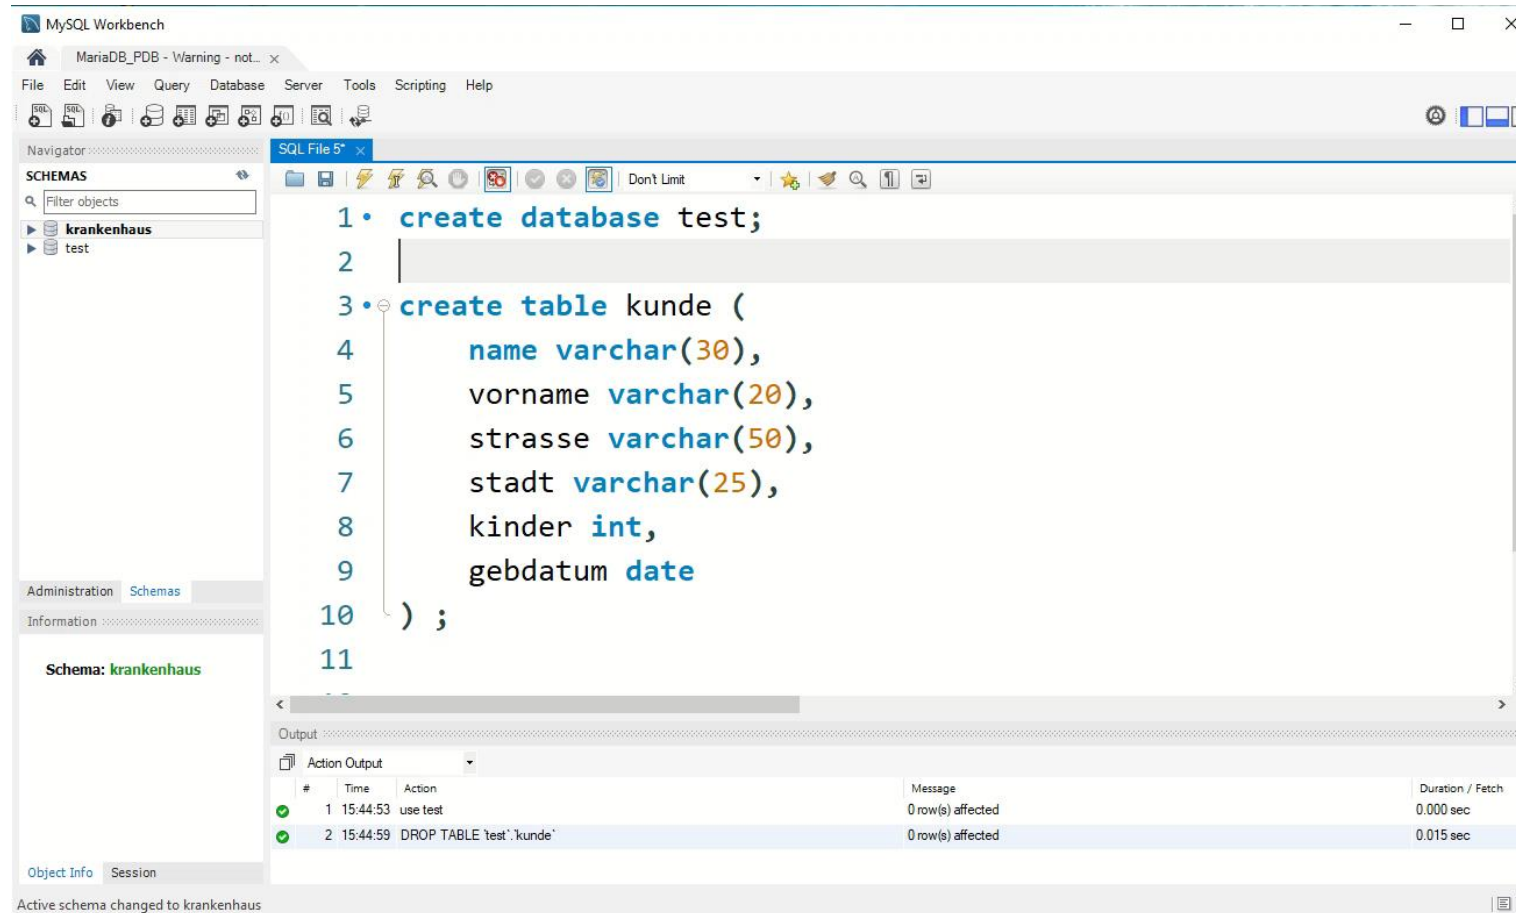 MySQL Workbench
MariaDB_PDB - Warning - not...
File Edit View Query Database Server Tools Scripting Help
Navigator
SCHEMAS
Filter objects
krankenhaus
test
Administration Schemas
Information
Schema: krankenhaus
Object Info Session
SQL File 5*
Don't Limit
1 create database test;
2
3 create table kunde (
4 name varchar(30),
5 vorname varchar(20),
6 strasse varchar(50),
7 stadt varchar(25),
8 kinder int,
9 gebdatum date
10 ) ;
11
Output
Action Output
# Time Action Message Duration / Fetch
1 15:44:53 use test 0 row(s) affected 0.000 sec
2 15:44:59 DROP TABLE `test`.`kunde` 0 row(s) affected 0.015 sec
Active schema changed to krankenhaus